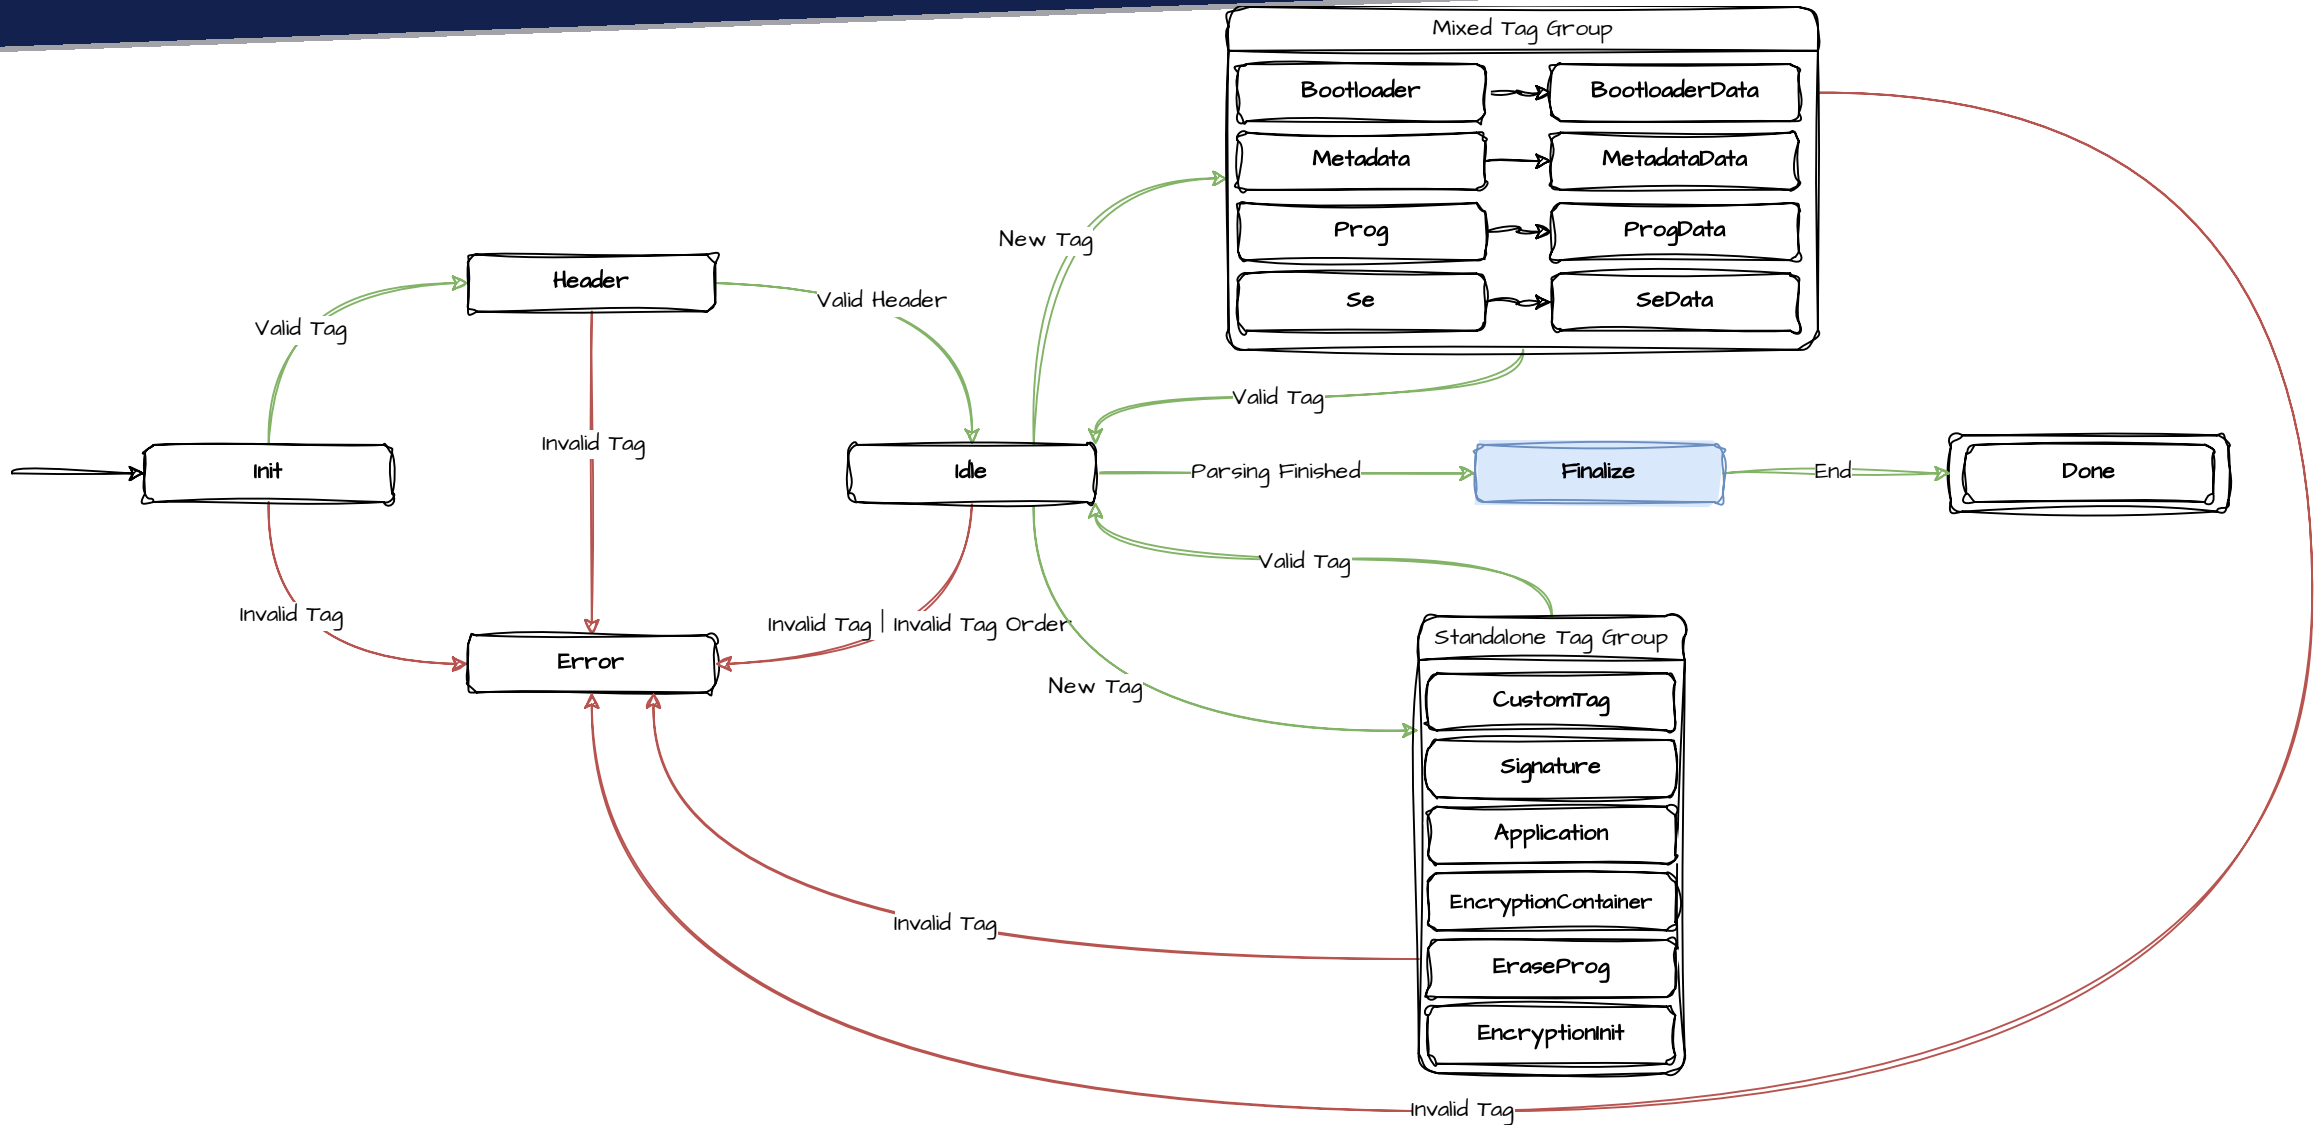 Mixed Tag Group
Bootloader
BootloaderData
Metadata
MetadataData
Prog
ProgData
Se
SeData
New Tag
Header
Valid Header
Valid Tag
Valid Tag
Invalid Tag
Init
Idle
Parsing Finished
Finalize
End
Done
Valid Tag
Invalid Tag
Invalid Tag | Invalid Tag Order
Error
New Tag
Standalone Tag Group
CustomTag
Signature
Application
EncryptionContainer
EraseProg
EncryptionInit
Invalid Tag
Invalid Tag